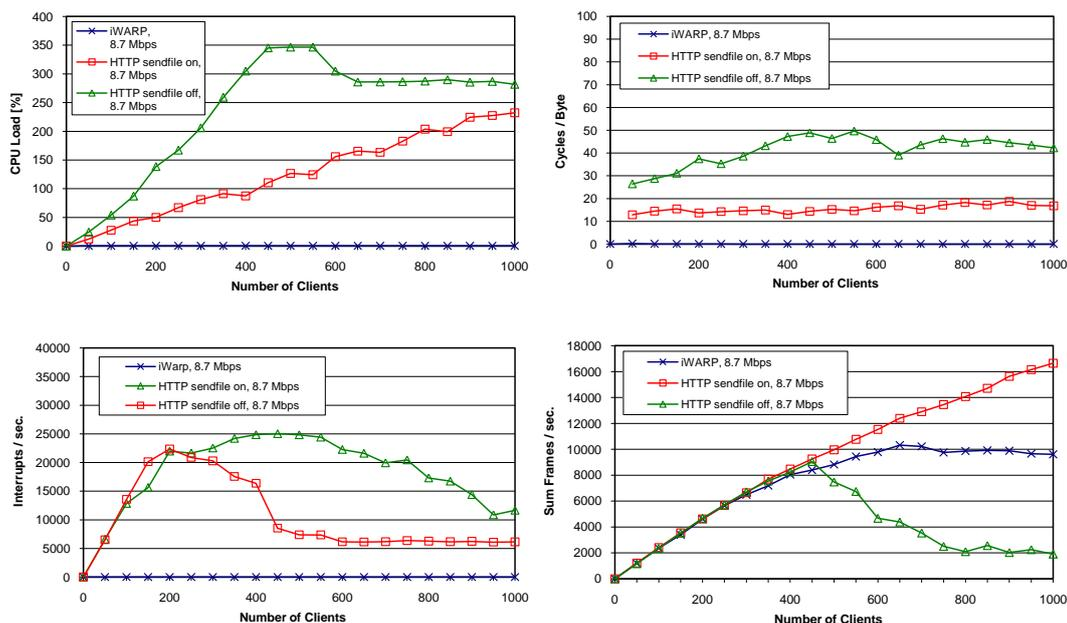 400
350
300
250
200
150
100
50
0
CPU Load [%]
iWARP,
8.7 Mbps
HTTP sendfile on,
8.7 Mbps
HTTP sendfile off,
8.7 Mbps
0 200 400 600 800 1000
Number of Clients
100
90
80
70
60
50
40
30
20
10
0
Cycles / Byte
iWARP, 8.7 Mbps
HTTP sendfile on, 8.7 Mbps
HTTP sendfile off, 8.7 Mbps
0 200 400 600 800 1000
Number of Clients
40000
35000
30000
25000
20000
15000
10000
5000
0
Interrupts / sec.
iWarp, 8.7 Mbps
HTTP sendfile on, 8.7 Mbps
HTTP sendfile off, 8.7 Mbps
0 200 400 600 800 1000
Number of Clients
18000
16000
14000
12000
10000
8000
6000
4000
2000
0
Sum Frames / sec.
iWARP, 8.7 Mbps
HTTP sendfile on, 8.7 Mbps
HTTP sendfile off, 8.7 Mbps
0 200 400 600 800 1000
Number of Clients